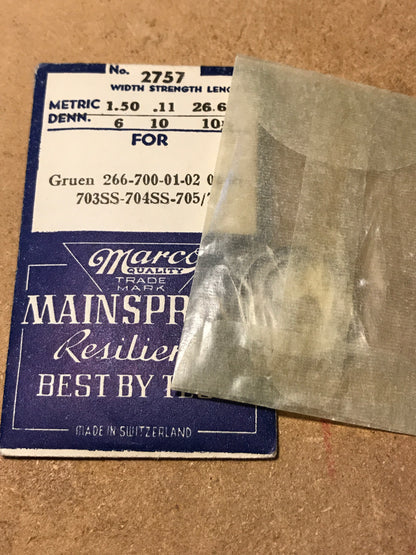 No. 2757
WIDTH STRENGTH
METRIC 1.50 .11 26.6
DENN. 6 10 10
FOR
Gruen 266-700-01-02
703SS-704SS-705/
Marco
QUALITY
TRADE
MARK
MAINSPR
Resilien
BEST BY T
MADE IN SWITZERLAND